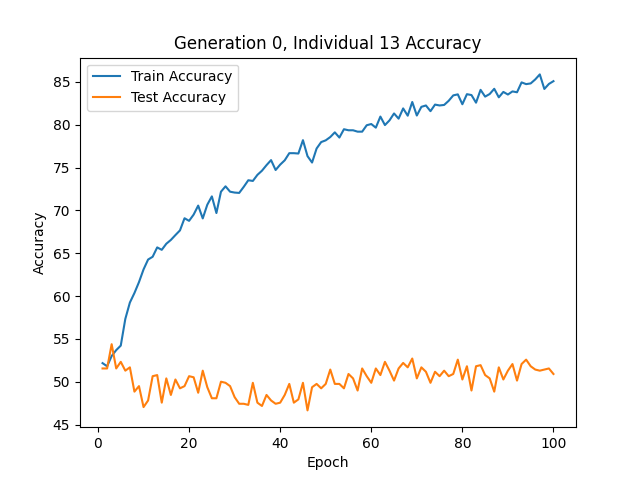 Generation 0, Individual 13 Accuracy
Train Accuracy
Test Accuracy
85
80
75
70
65
60
55
50
45
Accuracy
0 20 40 60 80 100
Epoch